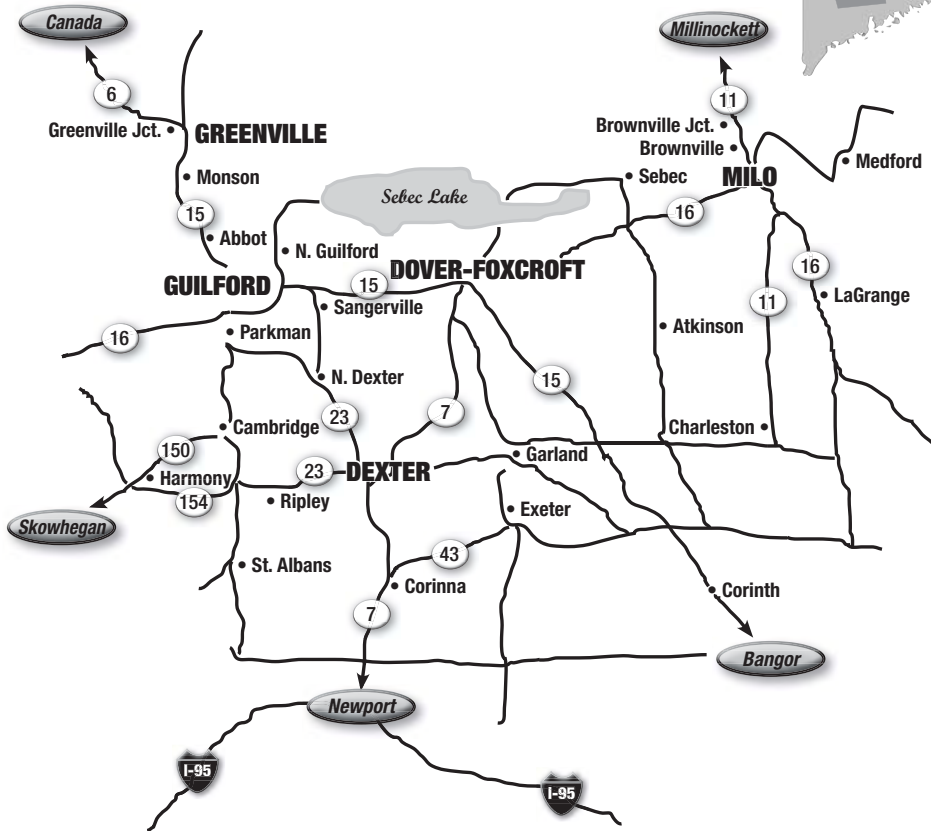 Canada
Millinockett
6
11
Greenville Jct.
GREENVILLE
Brownville Jct.
Brownville
Medford
Monson
Sebec
MILO
Sebec Lake
15
16
Abbot
N. Guilford
DOVER-FOXCROFT
16
GUILFORD
15
LaGrange
Sangerville
11
16
Parkman
Atkinson
N. Dexter
15
23
7
Cambridge
Charleston
150
Garland
Harmony
23
DEXTER
154
Ripley
Exeter
Skowhegan
43
St. Albans
Corinna
Corinth
7
Bangor
Newport
I-95
I-95